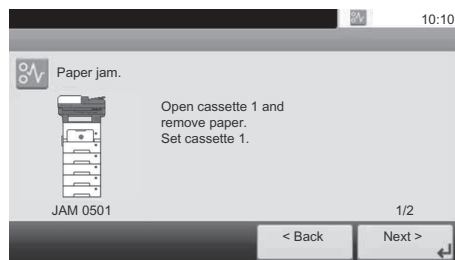 10:10
Paper jam.
Open cassette 1 and
remove paper.
Set cassette 1.
JAM 0501
1/2
< Back
Next >